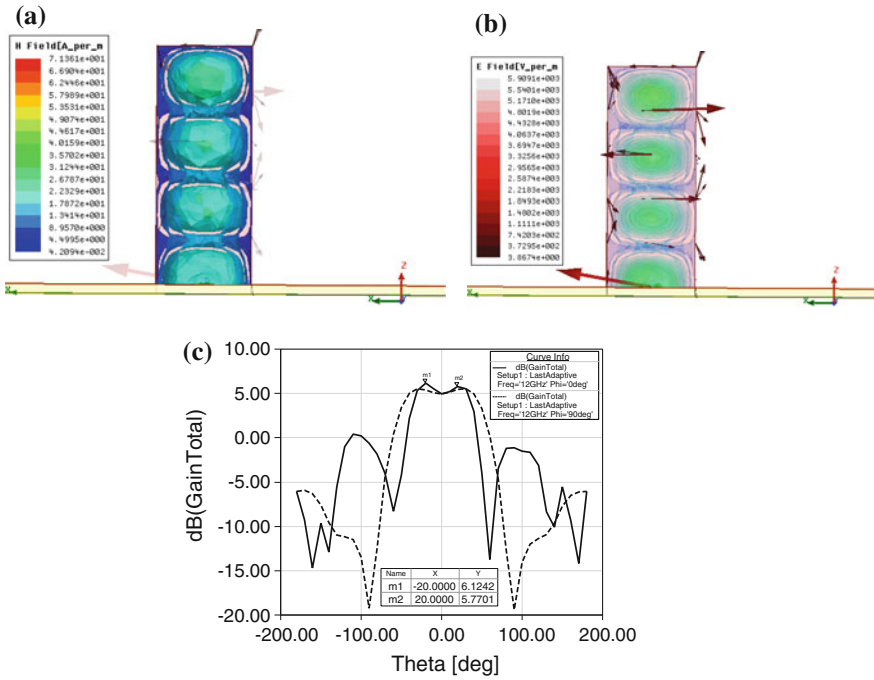 (a)
H Field[A_per_m
7.1361e+001
6.6904e+001
6.2446e+001
5.7989e+001
5.3531e+001
4.9074e+001
4.4617e+001
4.0159e+001
3.5702e+001
3.1244e+001
2.6787e+001
2.2329e+001
1.7872e+001
1.3414e+001
8.9570e+000
4.4995e+000
4.2094e-002
Z
X
(b)
E Field[V_per_m
5.9091e+003
5.5401e+003
5.1710e+003
4.8019e+003
4.4328e+003
4.0637e+003
3.6947e+003
3.3256e+003
2.9565e+003
2.5874e+003
2.2183e+003
1.8493e+003
1.4802e+003
1.1111e+003
7.4203e+002
3.7295e+002
3.8674e+000
Z
X
(c)
dB(GainTotal)
10.00
5.00
0.00
-5.00
-10.00
-15.00
-20.00
m1
m2
Curve Info
dB(GainTotal)
Setup1 : LastAdaptive
Freq='12GHz' Phi='0deg'
dB(GainTotal)
Setup1 : LastAdaptive
Freq='12GHz' Phi='90deg'
Name X Y
m1 -20.0000 6.1242
m2 20.0000 5.7701
-200.00 -100.00 0.00 100.00 200.00
Theta [deg]